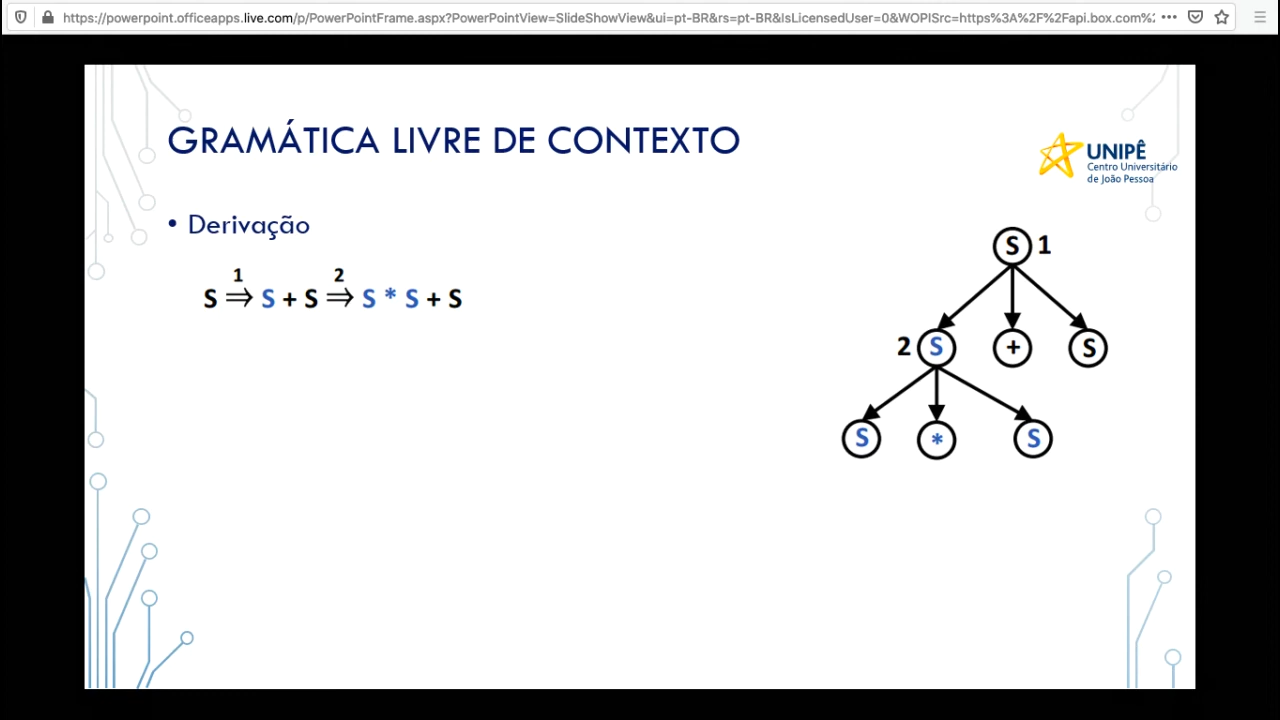 https://powerpoint.officeapps.live.com/p/PowerPointFrame.aspx?PowerPointView=SlideShowView&ui=pt-BR&rs=pt-BR&IsLicensedUser=0&WOPISrc=https%3A%2F%2Fapi.box.com%2
GRAMÁTICA LIVRE DE CONTEXTO
UNIPÊ
Centro Universitário
de João Pessoa
• Derivação
1 2
S ⇒ S + S ⇒ S * S + S
S 1
2 S + S
S * S